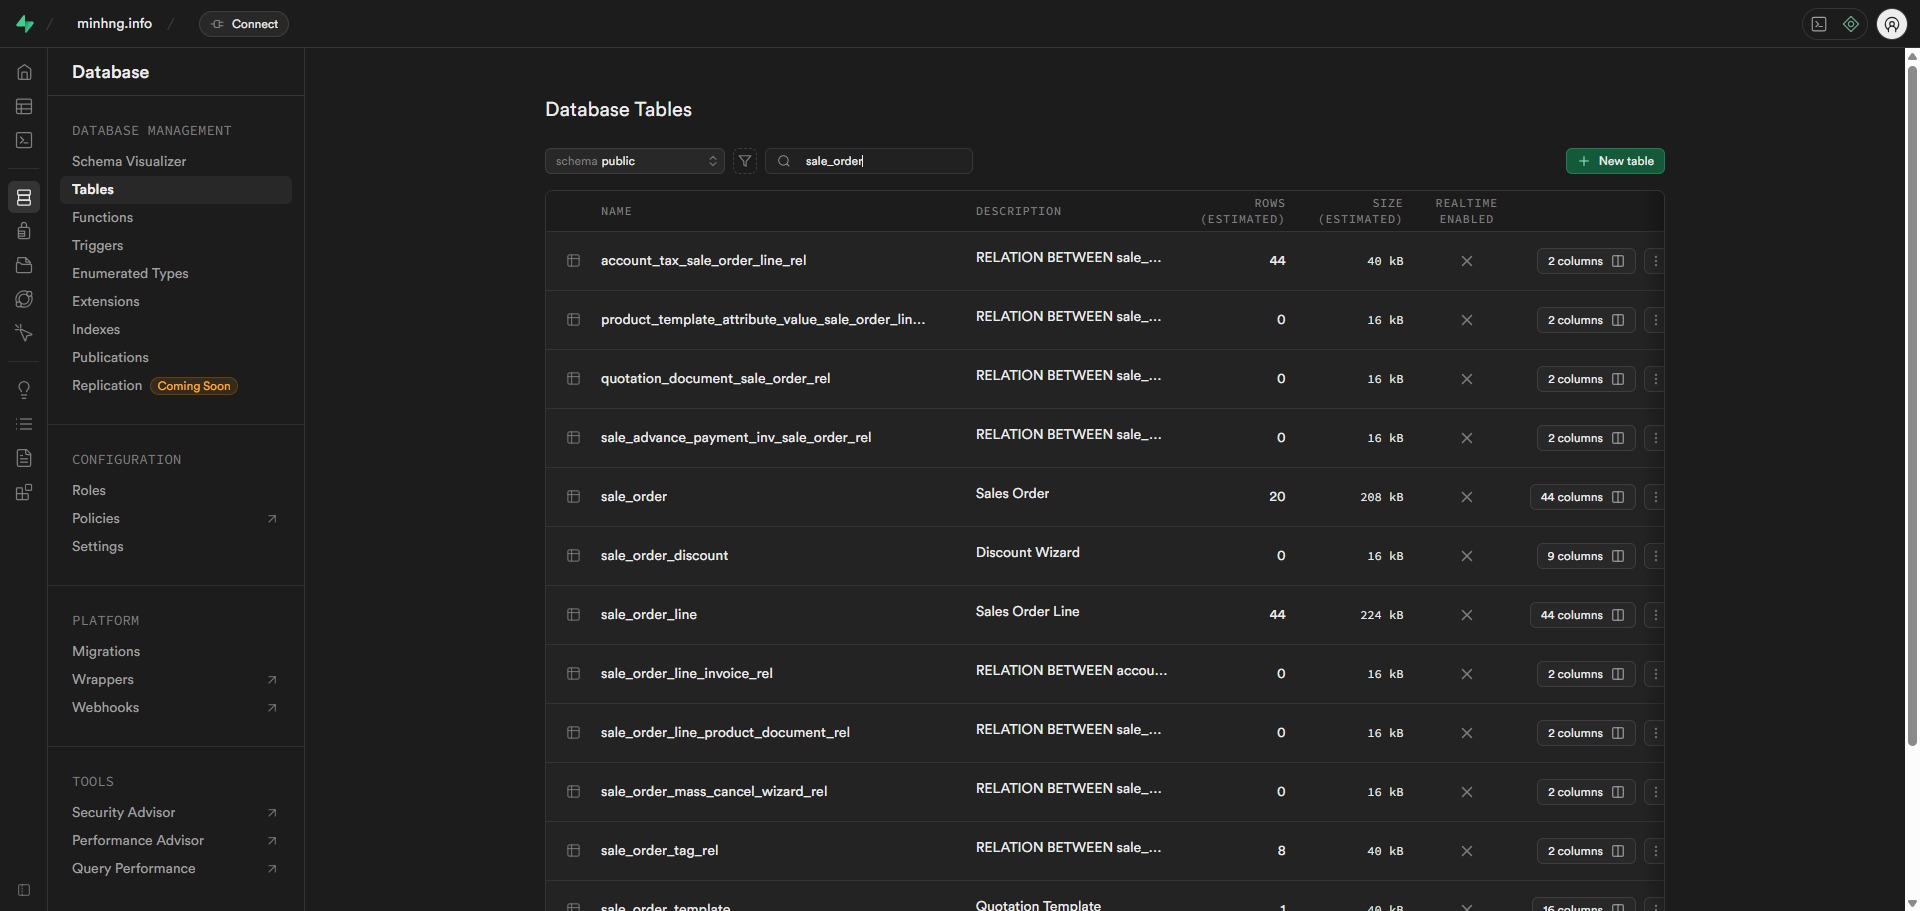 minhng.info
Connect
Database
DATABASE MANAGEMENT
Schema Visualizer
Tables
Functions
Triggers
Enumerated Types
Extensions
Indexes
Publications
Replication Coming Soon
CONFIGURATION
Roles
Policies
Settings
PLATFORM
Migrations
Wrappers
Webhooks
TOOLS
Security Advisor
Performance Advisor
Query Performance
Database Tables
schema public
sale_order
New table
NAME DESCRIPTION ROWS (ESTIMATED) SIZE (ESTIMATED) REALTIME ENABLED
account_tax_sale_order_line_rel RELATION BETWEEN sale_... 44 40 kB 2 columns
product_template_attribute_value_sale_order_lin... RELATION BETWEEN sale_... 0 16 kB 2 columns
quotation_document_sale_order_rel RELATION BETWEEN sale_... 0 16 kB 2 columns
sale_advance_payment_inv_sale_order_rel RELATION BETWEEN sale_... 0 16 kB 2 columns
sale_order Sales Order 20 208 kB 44 columns
sale_order_discount Discount Wizard 0 16 kB 9 columns
sale_order_line Sales Order Line 44 224 kB 44 columns
sale_order_line_invoice_rel RELATION BETWEEN accou... 0 16 kB 2 columns
sale_order_line_product_document_rel RELATION BETWEEN sale_... 0 16 kB 2 columns
sale_order_mass_cancel_wizard_rel RELATION BETWEEN sale_... 0 16 kB 2 columns
sale_order_tag_rel RELATION BETWEEN sale_... 8 40 kB 2 columns
sale_order_template Quotation Template 1 40 kB 16 columns